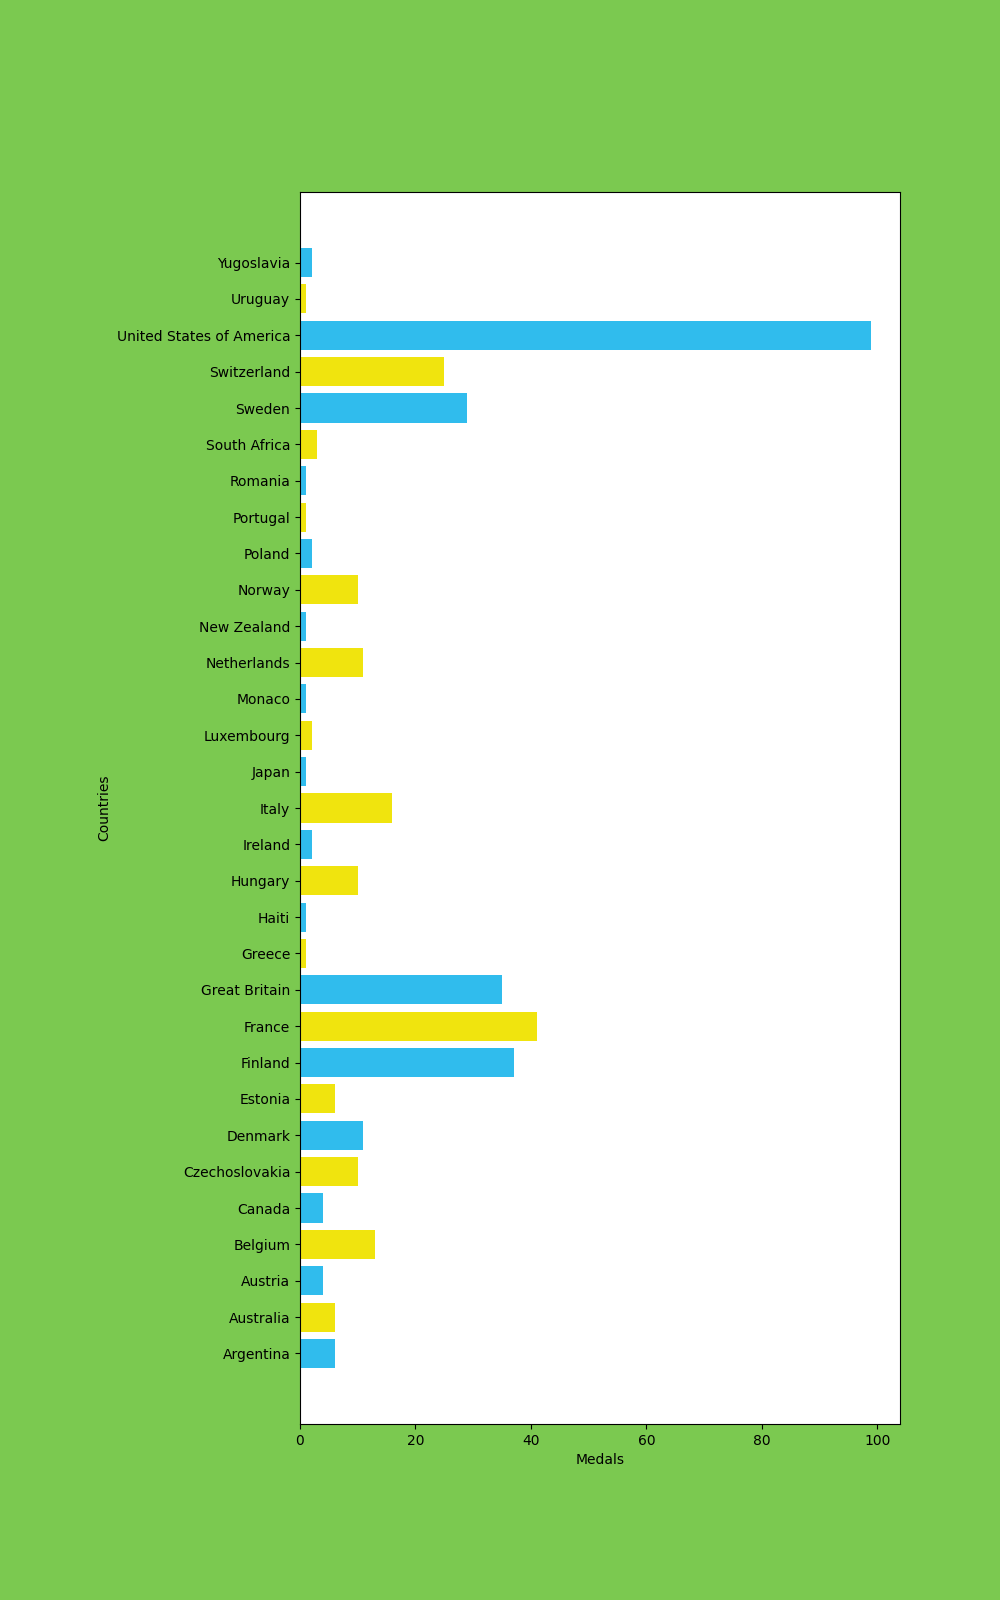 Yugoslavia
Uruguay
United States of America
Switzerland
Sweden
South Africa
Romania
Portugal
Poland
Norway
New Zealand
Netherlands
Monaco
Luxembourg
Japan
Italy
Ireland
Hungary
Haiti
Greece
Great Britain
France
Finland
Estonia
Denmark
Czechoslovakia
Canada
Belgium
Austria
Australia
Argentina
Countries
0 20 40 60 80 100
Medals